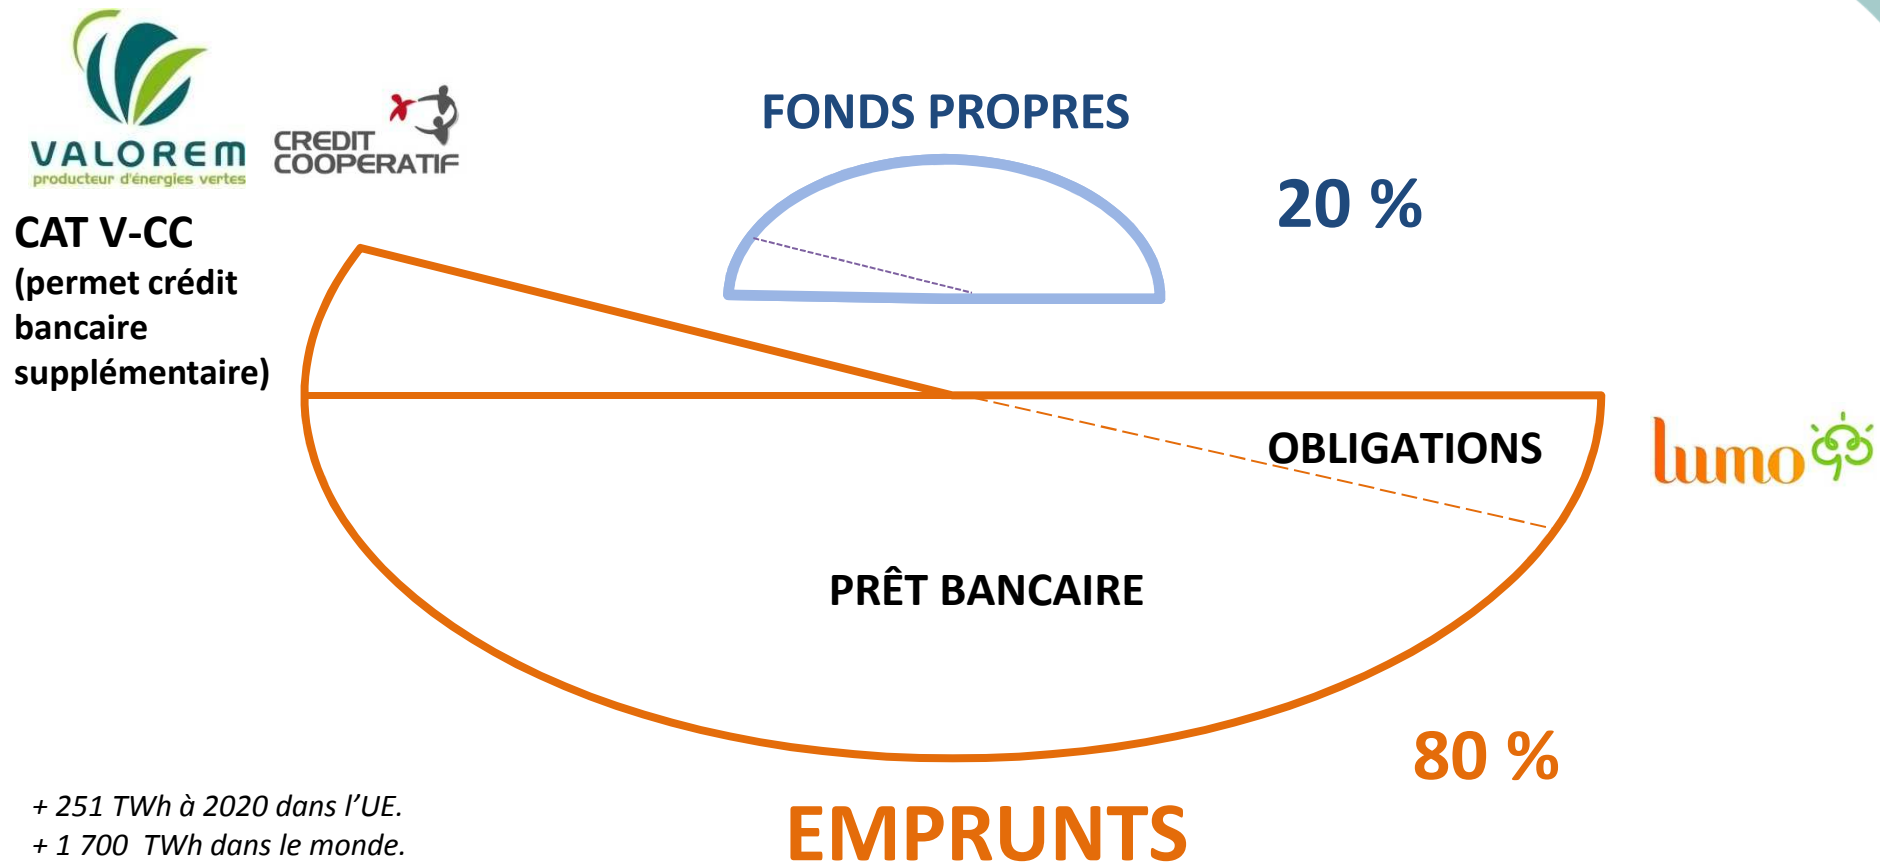 VALOREM
producteur d'énergies vertes
CREDIT
COOPERATIF
CAT V-CC
(permet crédit
bancaire
supplémentaire)
FONDS PROPRES
20 %
OBLIGATIONS
lumo
PRÊT BANCAIRE
80 %
EMPRUNTS
+ 251 TWh à 2020 dans l’UE.
+ 1 700 TWh dans le monde.